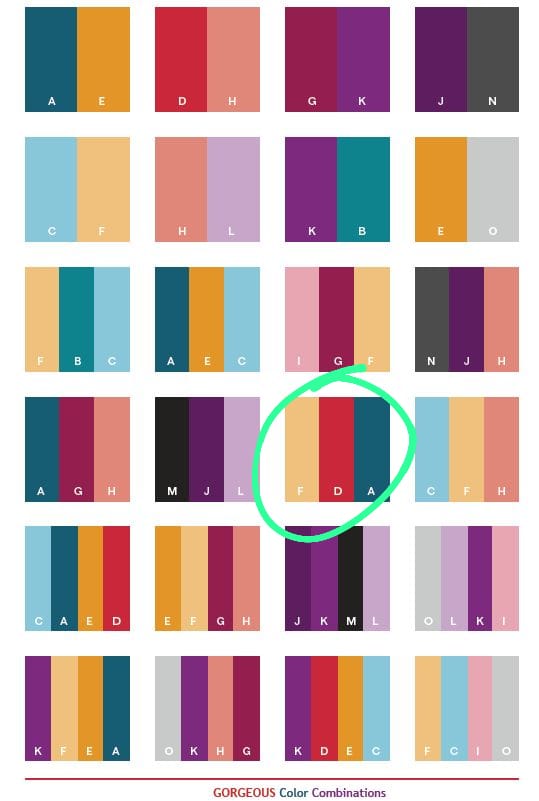 A E D H G K J N
C F H L K B E O
F B C A E C I G F N J H
A G H M J L F D A C F H
C A E D E F G H J K M L O L K I
K F E A O K H G K D E C F C I O
GORGEOUS Color Combinations